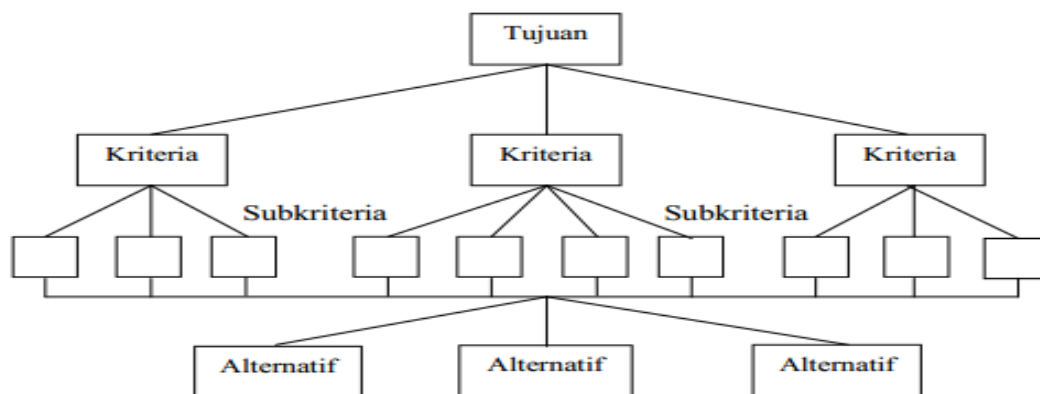 Tujuan
Kriteria
Kriteria
Kriteria
Subkriteria
Subkriteria
Alternatif
Alternatif
Alternatif